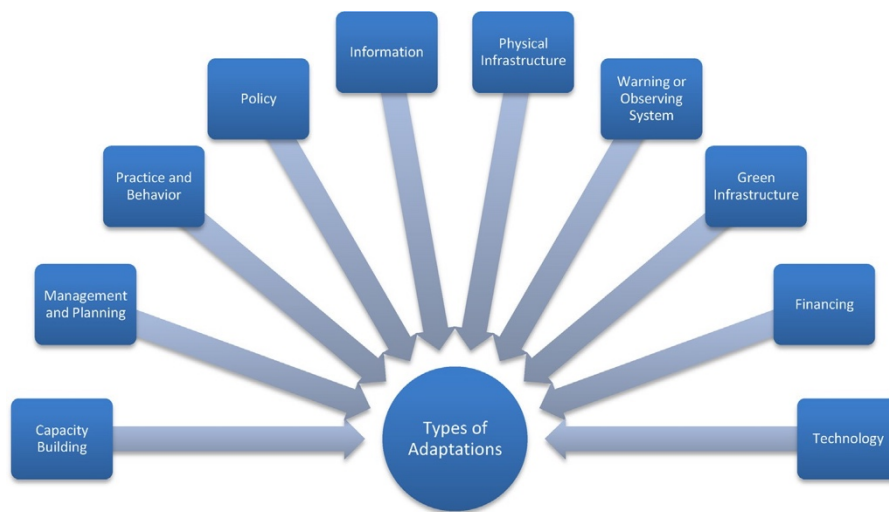 Information
Physical
Infrastructure
Policy
Warning or
Observing
System
Practice and
Behavior
Green
Infrastructure
Management
and Planning
Financing
Capacity
Building
Types of
Adaptations
Technology